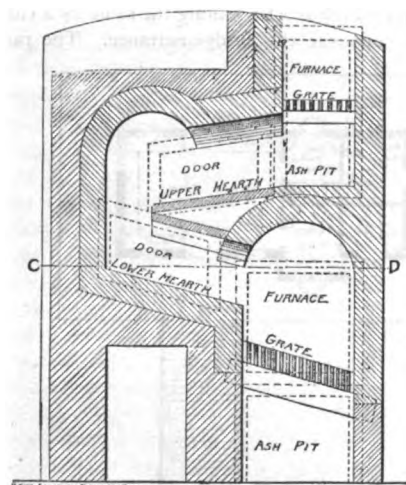 FURNACE
GRATE
ASH PIT
DOOR
UPPER HEARTH
DOOR
LOWER HEARTH
C D
FURNACE
GRATE
ASH PIT